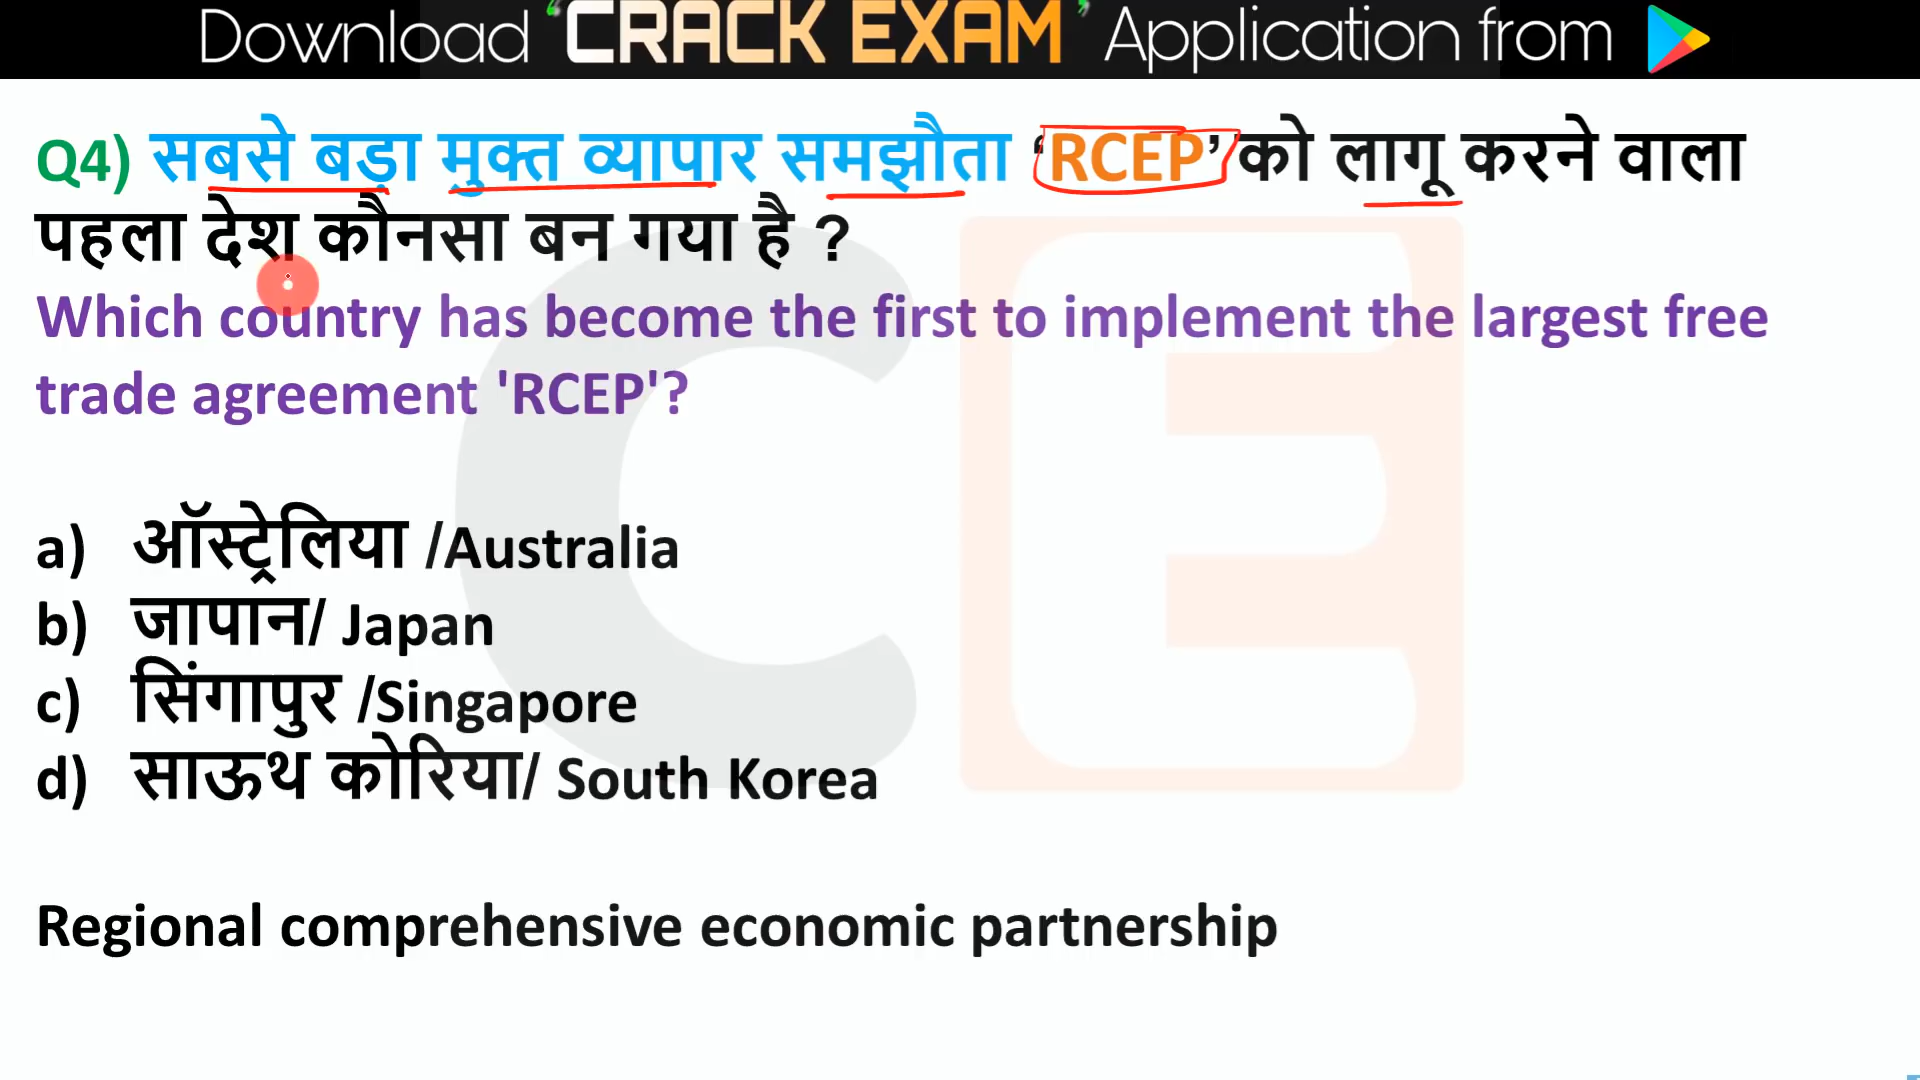 Download ‘CRACK EXAM’ Application from
Q4) सबसे बड़ा मुक्त व्यापार समझौता ‘RCEP’ को लागू करने वाला
पहला देश कौनसा बन गया है ?
Which country has become the first to implement the largest free
trade agreement 'RCEP'?
a) ऑस्ट्रेलिया /Australia
b) जापान/ Japan
c) सिंगापुर /Singapore
d) साऊथ कोरिया/ South Korea
Regional comprehensive economic partnership
CE